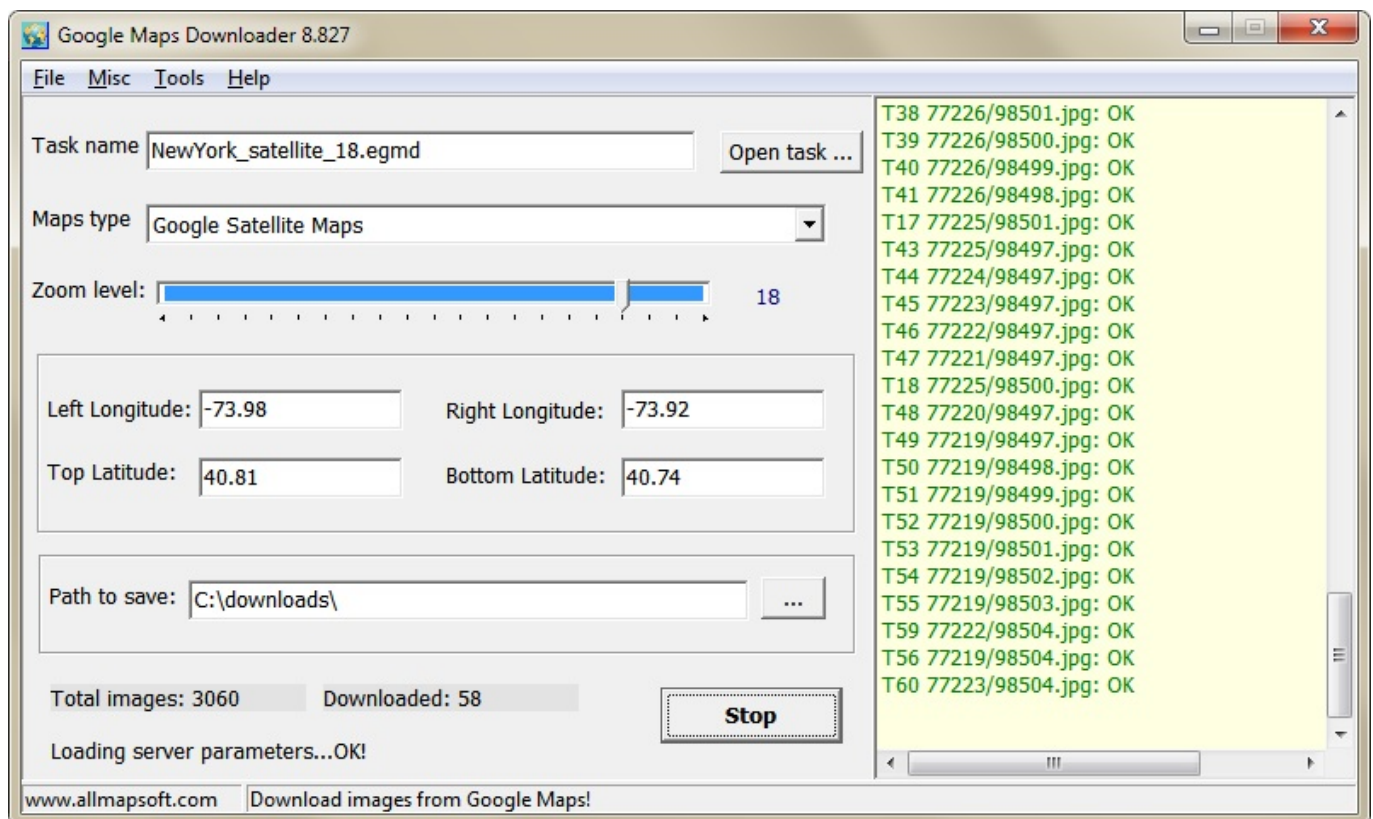 Google Maps Downloader 8.827
File Misc Tools Help
Task name NewYork_satellite_18.egmd Open task ...
Maps type Google Satellite Maps
Zoom level: 18
Left Longitude: -73.98 Right Longitude: -73.92
Top Latitude: 40.81 Bottom Latitude: 40.74
Path to save: C:\downloads\ ...
Total images: 3060 Downloaded: 58
Stop
Loading server parameters...OK!
T38 77226/98501.jpg: OK
T39 77226/98500.jpg: OK
T40 77226/98499.jpg: OK
T41 77226/98498.jpg: OK
T17 77225/98501.jpg: OK
T43 77225/98497.jpg: OK
T44 77224/98497.jpg: OK
T45 77223/98497.jpg: OK
T46 77222/98497.jpg: OK
T47 77221/98497.jpg: OK
T18 77225/98500.jpg: OK
T48 77220/98497.jpg: OK
T49 77219/98497.jpg: OK
T50 77219/98498.jpg: OK
T51 77219/98499.jpg: OK
T52 77219/98500.jpg: OK
T53 77219/98501.jpg: OK
T54 77219/98502.jpg: OK
T55 77219/98503.jpg: OK
T59 77222/98504.jpg: OK
T56 77219/98504.jpg: OK
T60 77223/98504.jpg: OK
www.allmapsoft.com Download images from Google Maps!